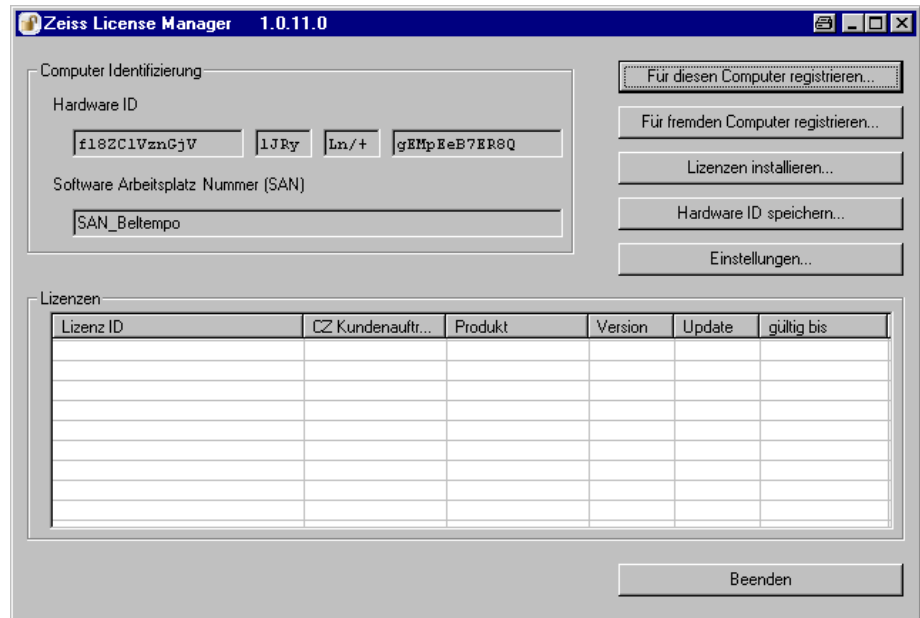 Zeiss License Manager 1.0.11.0
Computer Identifizierung
Hardware ID
f18ZC1VznGjV 1JRy Ln/+ gEMpEeB7ER8Q
Software Arbeitsplatz Nummer (SAN)
SAN_Beltempo
Für diesen Computer registrieren...
Für fremden Computer registrieren...
Lizenzen installieren...
Hardware ID speichern...
Einstellungen...
Lizenzen
Lizenz ID CZ Kundenauftr... Produkt Version Update gültig bis
Beenden